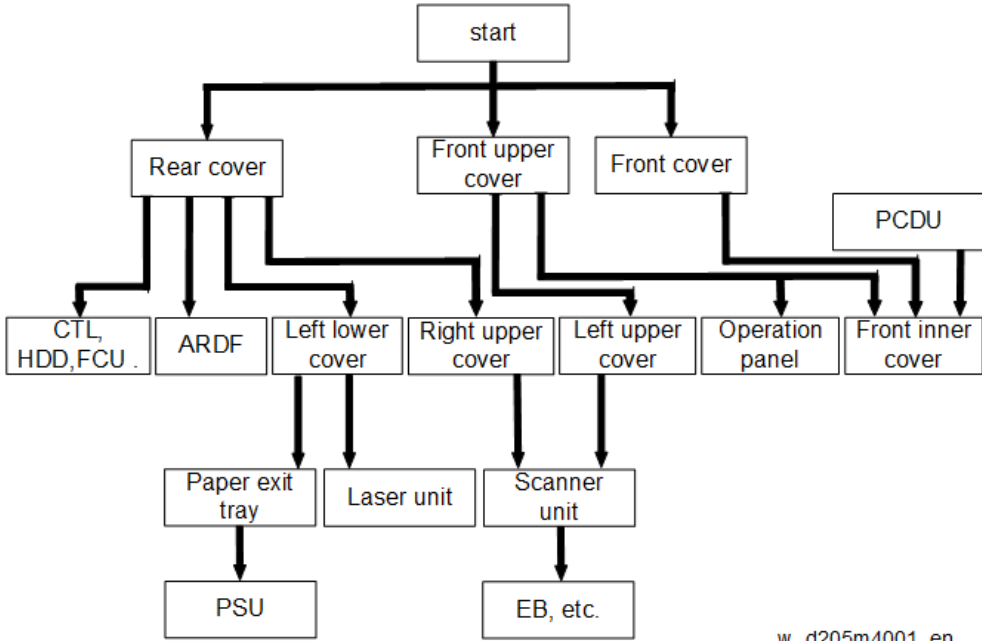 start
Rear cover
Front upper
cover
Front cover
PCDU
CTL,
HDD,FCU .
ARDF
Left lower
cover
Right upper
cover
Left upper
cover
Operation
panel
Front inner
cover
Paper exit
tray
Laser unit
Scanner
unit
PSU
EB, etc.
w_d205m4001_en